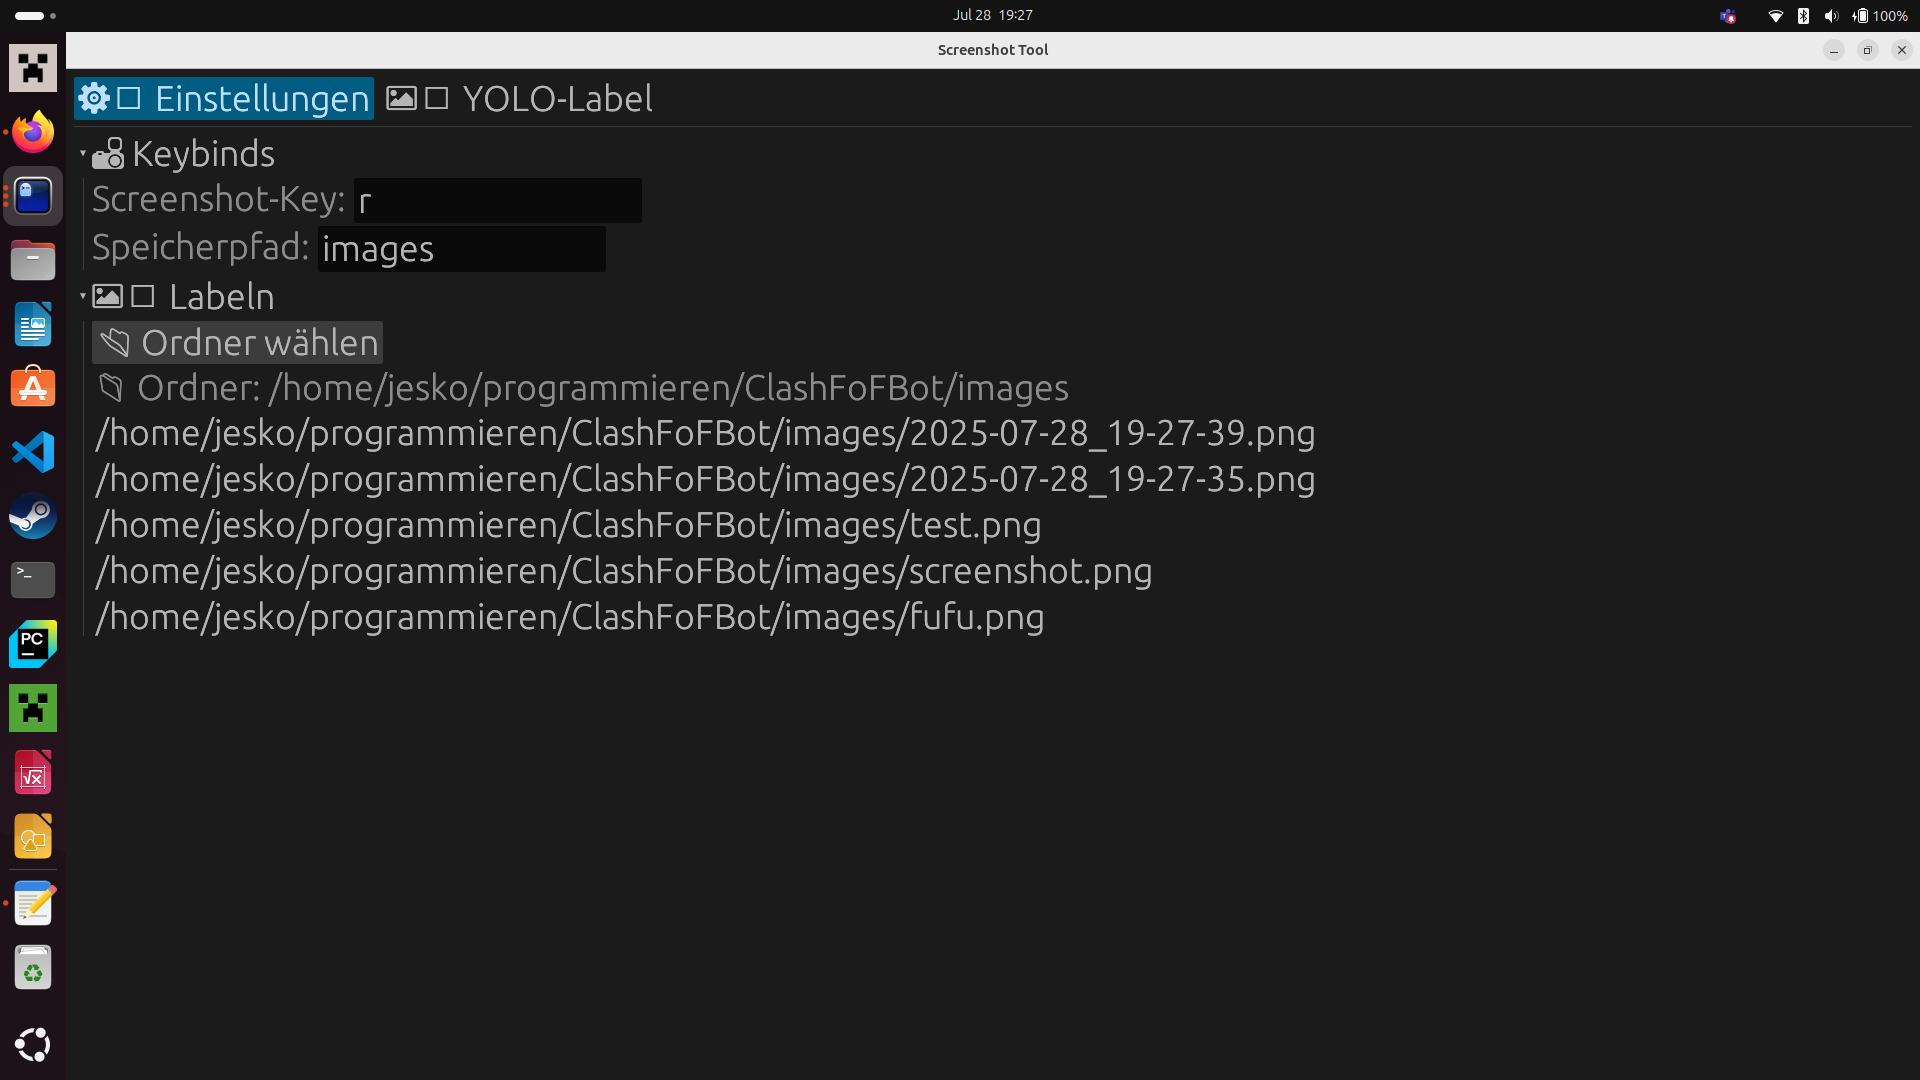 Jul 28 19:27
100%
Screenshot Tool
Einstellungen YOLO-Label
Keybinds
Screenshot-Key: r
Speicherpfad: images
Labeln
Ordner wählen
Ordner: /home/jesko/programmieren/ClashFoFBot/images
/home/jesko/programmieren/ClashFoFBot/images/2025-07-28_19-27-39.png
/home/jesko/programmieren/ClashFoFBot/images/2025-07-28_19-27-35.png
/home/jesko/programmieren/ClashFoFBot/images/test.png
/home/jesko/programmieren/ClashFoFBot/images/screenshot.png
/home/jesko/programmieren/ClashFoFBot/images/fufu.png
>_
PC
√x